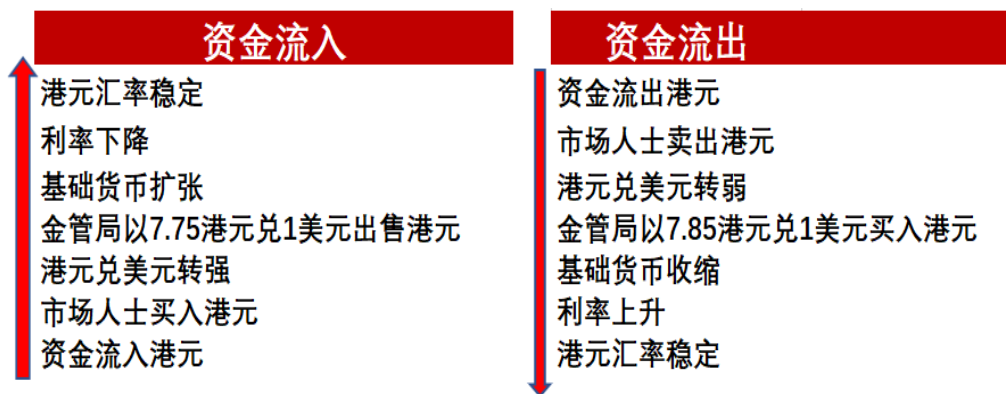 资金流入
港元汇率稳定
利率下降
基础货币扩张
金管局以7.75港元兑1美元出售港元
港元兑美元转强
市场人士买入港元
资金流入港元
资金流出
资金流出港元
市场人士卖出港元
港元兑美元转弱
金管局以7.85港元兑1美元买入港元
基础货币收缩
利率上升
港元汇率稳定